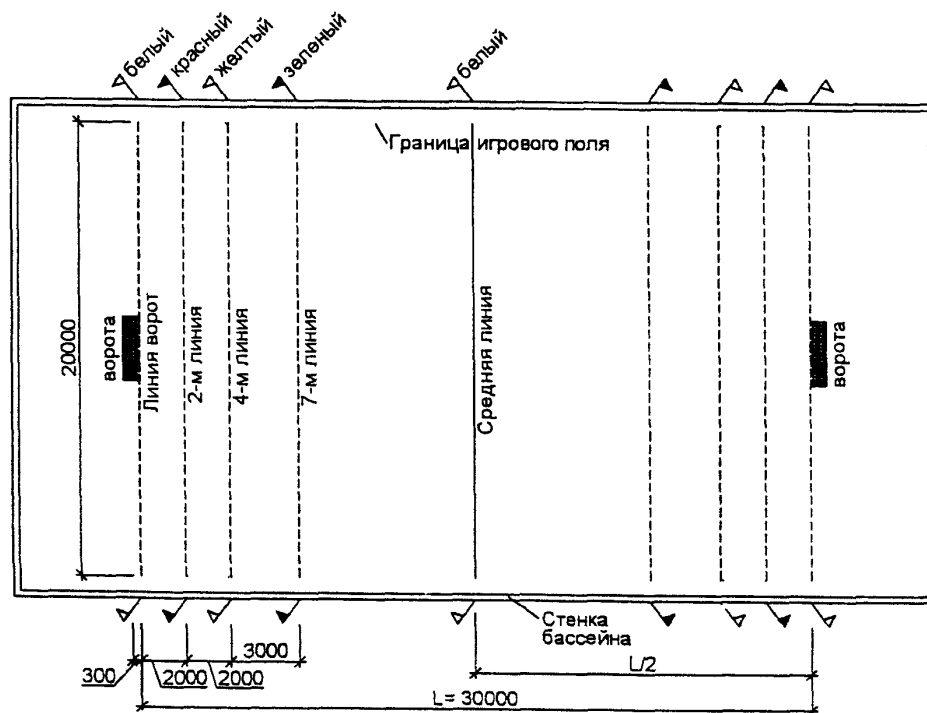 белый
красный
желтый
зеленый
белый
Граница игрового поля
20000
ворота
Линия ворот
2-м линия
4-м линия
7-м линия
Средняя линия
ворота
Стенка
бассейна
3000
L/2
300
2000
2000
L= 30000